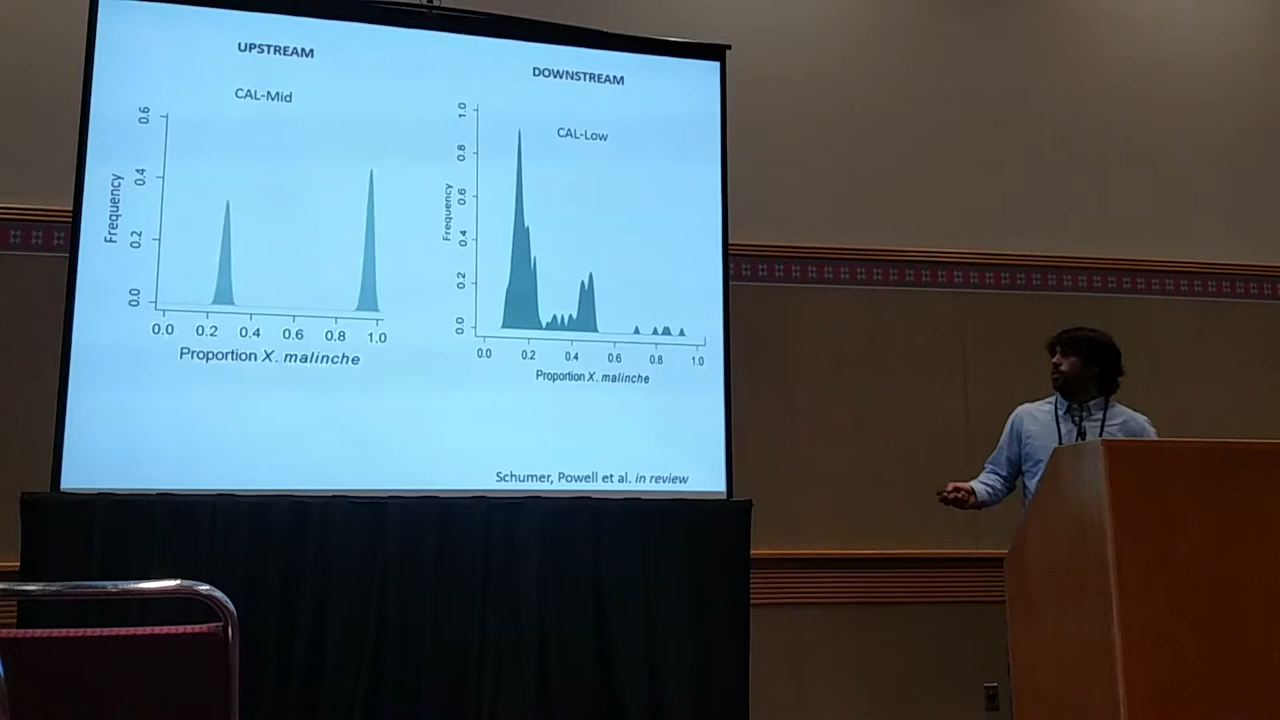 UPSTREAM
CAL-Mid
Frequency
0.6
0.4
0.2
0.0
0.0 0.2 0.4 0.6 0.8 1.0
Proportion X. malinche
DOWNSTREAM
CAL-Low
Frequency
1.0
0.8
0.6
0.4
0.2
0.0
0.0 0.2 0.4 0.6 0.8 1.0
Proportion X. malinche
Schumer, Powell et al. in review